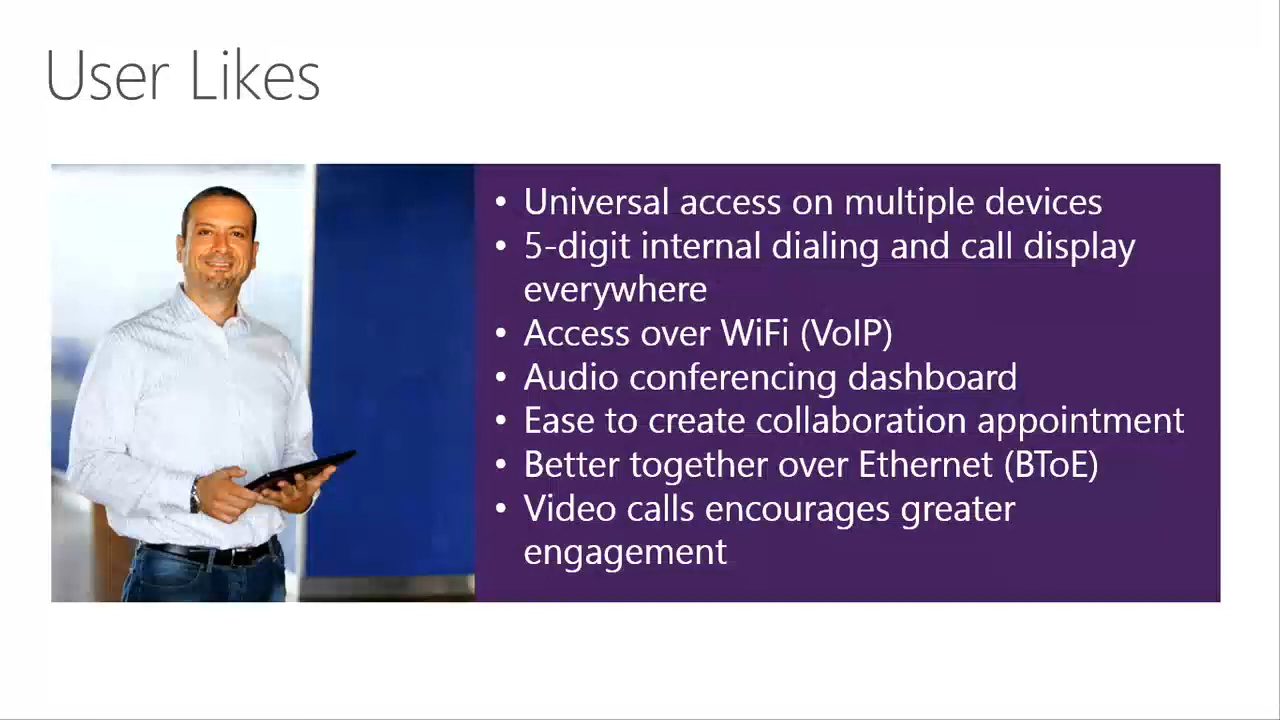 User Likes
• Universal access on multiple devices
• 5-digit internal dialing and call display
everywhere
• Access over WiFi (VoIP)
• Audio conferencing dashboard
• Ease to create collaboration appointment
• Better together over Ethernet (BToE)
• Video calls encourages greater
engagement